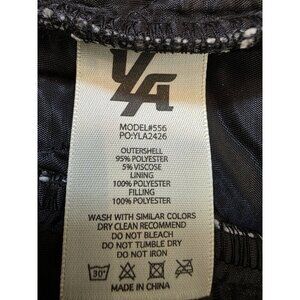 YLA
MODEL#556
PO:YLA2426
OUTERSHELL
95% POLYESTER
5% VISCOSE
LINING
100% POLYESTER
FILLING
100% POLYESTER
WASH WITH SIMILAR COLORS
DRY CLEAN RECOMMEND
DO NOT BLEACH
DO NOT TUMBLE DRY
DO NOT IRON
30°
MADE IN CHINA